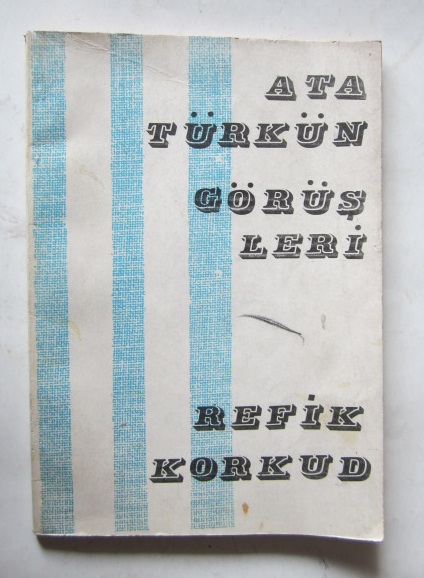 ATA
TÜRKÜN
GÖRÜŞ
LERİ
REFİK
KORKUD